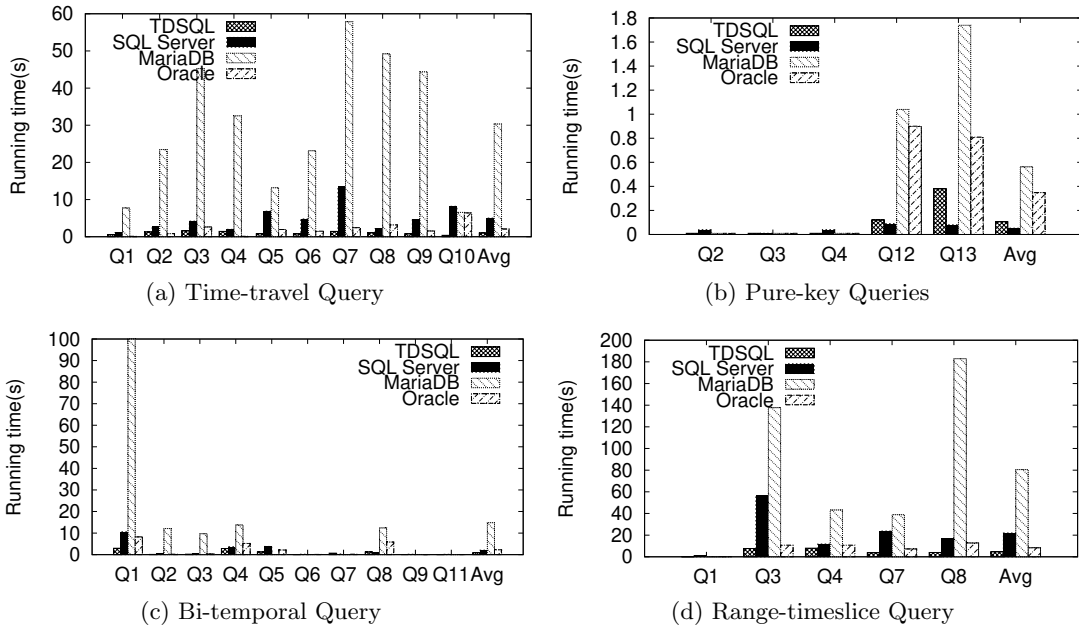 Running time(s)
60
50
40
30
20
10
0
TDSQL
SQL Server
MariaDB
Oracle
Q1 Q2 Q3 Q4 Q5 Q6 Q7 Q8 Q9 Q10 Avg
(a) Time-travel Query
Running time(s)
1.8
1.6
1.4
1.2
1
0.8
0.6
0.4
0.2
0
TDSQL
SQL Server
MariaDB
Oracle
Q2 Q3 Q4 Q12 Q13 Avg
(b) Pure-key Queries
Running time(s)
100
90
80
70
60
50
40
30
20
10
0
TDSQL
SQL Server
MariaDB
Oracle
Q1 Q2 Q3 Q4 Q5 Q6 Q7 Q8 Q9 Q11 Avg
(c) Bi-temporal Query
Running time(s)
200
180
160
140
120
100
80
60
40
20
0
TDSQL
SQL Server
MariaDB
Oracle
Q1 Q3 Q4 Q7 Q8 Avg
(d) Range-timeslice Query